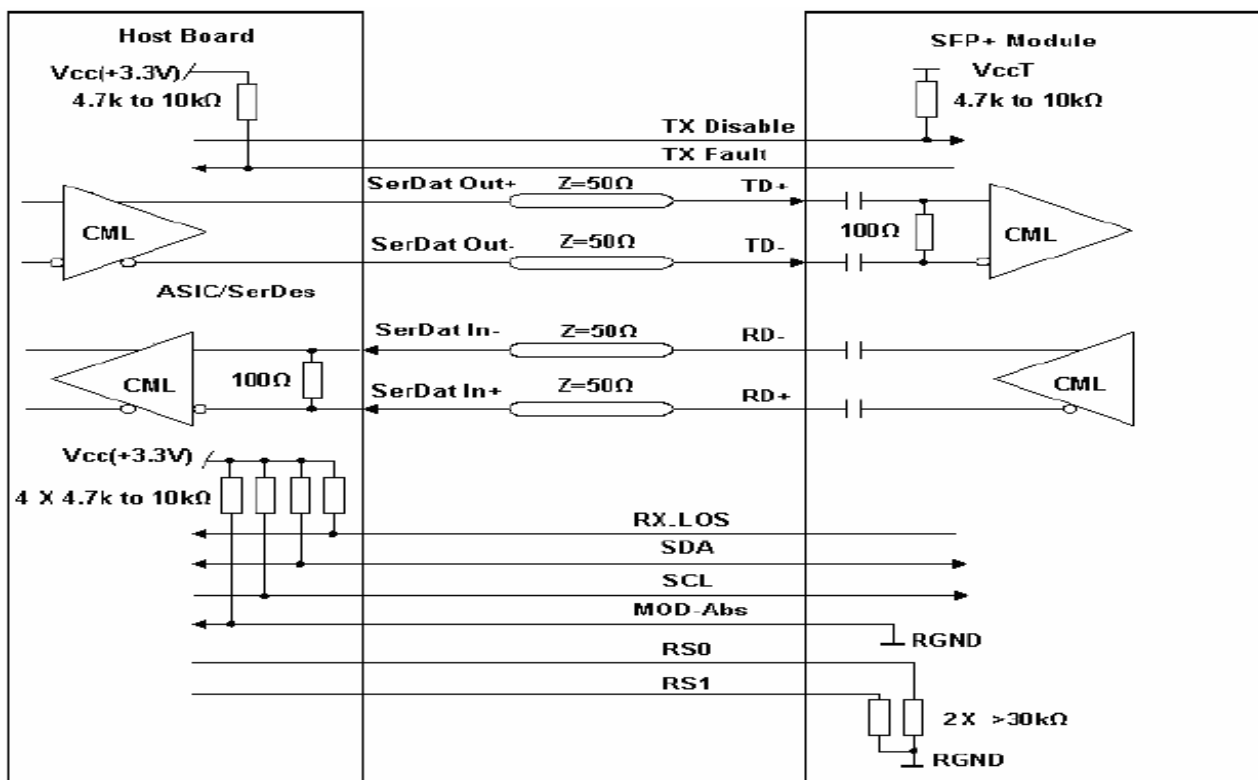 Host Board
SFP+ Module
Vcc(+3.3V)
4.7k to 10kΩ
VccT
4.7k to 10kΩ
TX Disable
TX Fault
SerDat Out+
Z=50Ω
TD+
CML
100Ω
CML
SerDat Out-
Z=50Ω
TD-
ASIC/SerDes
SerDat In-
Z=50Ω
RD-
CML
100Ω
CML
SerDat In+
Z=50Ω
RD+
Vcc(+3.3V)
4 X 4.7k to 10kΩ
RX-LOS
SDA
SCL
MOD-Abs
RGND
RS0
RS1
2X >30kΩ
RGND